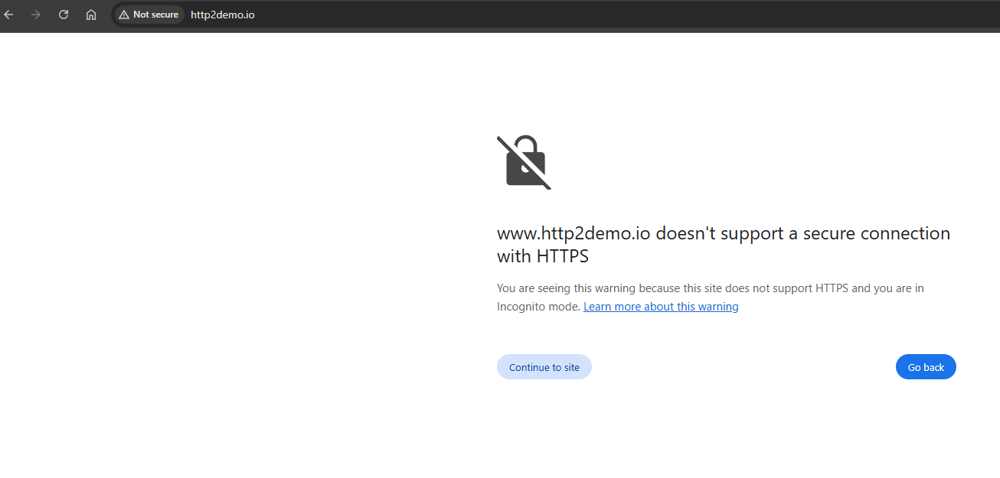 Not secure http2demo.io
www.http2demo.io doesn't support a secure connection
with HTTPS
You are seeing this warning because this site does not support HTTPS and you are in
Incognito mode. Learn more about this warning
Continue to site Go back